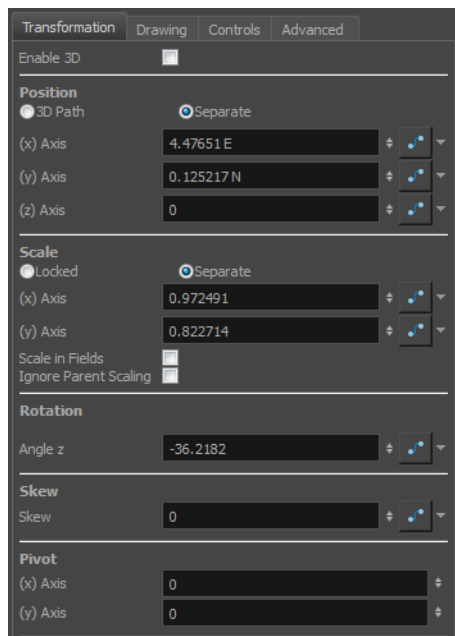 Transformation Drawing Controls Advanced
Enable 3D
Position
3D Path Separate
(x) Axis 4.47651 E
(y) Axis 0.125217 N
(z) Axis 0
Scale
Locked Separate
(x) Axis 0.972491
(y) Axis 0.822714
Scale in Fields
Ignore Parent Scaling
Rotation
Angle z -36.2182
Skew
Skew 0
Pivot
(x) Axis 0
(y) Axis 0